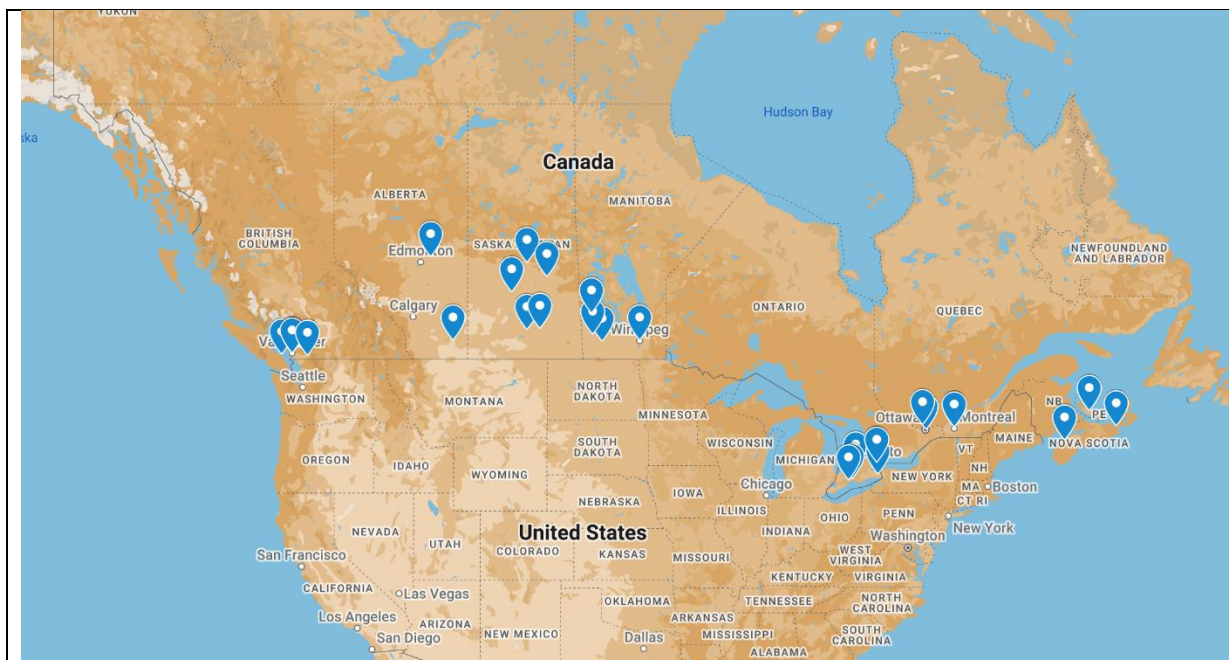 YUKON
Hudson Bay
ska
Canada
ALBERTA
MANITOBA
BRITISH
COLUMBIA
Edmonton
NEWFOUNDLAND
AND LABRADOR
Calgary
ONTARIO
QUEBEC
Winnipeg
Seattle
WASHINGTON
MONTANA
NORTH
DAKOTA
MINNESOTA
Ottawa
Montreal
NB
PE
NOVA SCOTIA
MAINE
VT
NH
MA
CT RI
Boston
OREGON
IDAHO
SOUTH
DAKOTA
WISCONSIN
MICHIGAN
NEW YORK
WYOMING
IOWA
Chicago
NEBRASKA
ILLINOIS
INDIANA
OHIO
PENN
New York
NEVADA
UTAH
COLORADO
United States
KANSAS
MISSOURI
WEST
VIRGINIA
Washington
San Francisco
CALIFORNIA
KENTUCKY
VIRGINIA
Las Vegas
OKLAHOMA
TENNESSEE
NORTH
CAROLINA
Los Angeles
ARIZONA
NEW MEXICO
ARKANSAS
MISSISSIPPI
SOUTH
CAROLINA
San Diego
Dallas
ALABAMA